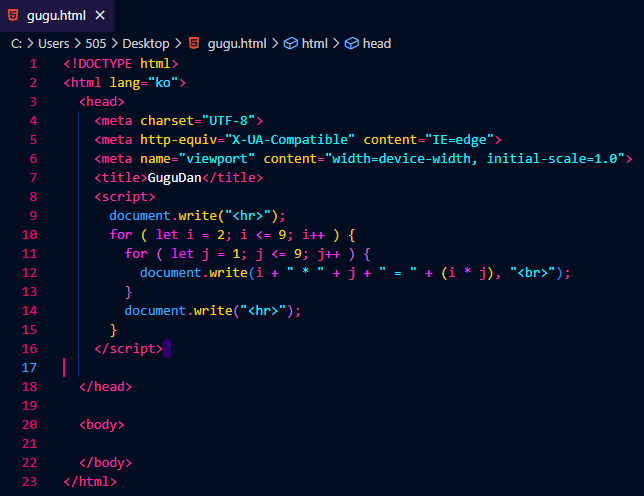 gugu.html
C: > Users > 505 > Desktop > gugu.html > html > head
1 <!DOCTYPE html>
2 <html lang="ko">
3   <head>
4     <meta charset="UTF-8">
5     <meta http-equiv="X-UA-Compatible" content="IE=edge">
6     <meta name="viewport" content="width=device-width, initial-scale=1.0">
7     <title>GuguDan</title>
8     <script>
9       document.write("<hr>");
10       for ( let i = 2; i <= 9; i++ ) {
11         for ( let j = 1; j <= 9; j++ ) {
12           document.write(i + " * " + j + " = " + (i * j), "<br>");
13         }
14         document.write("<hr>");
15       }
16     </script>
17
18   </head>
19
20   <body>
21
22   </body>
23 </html>